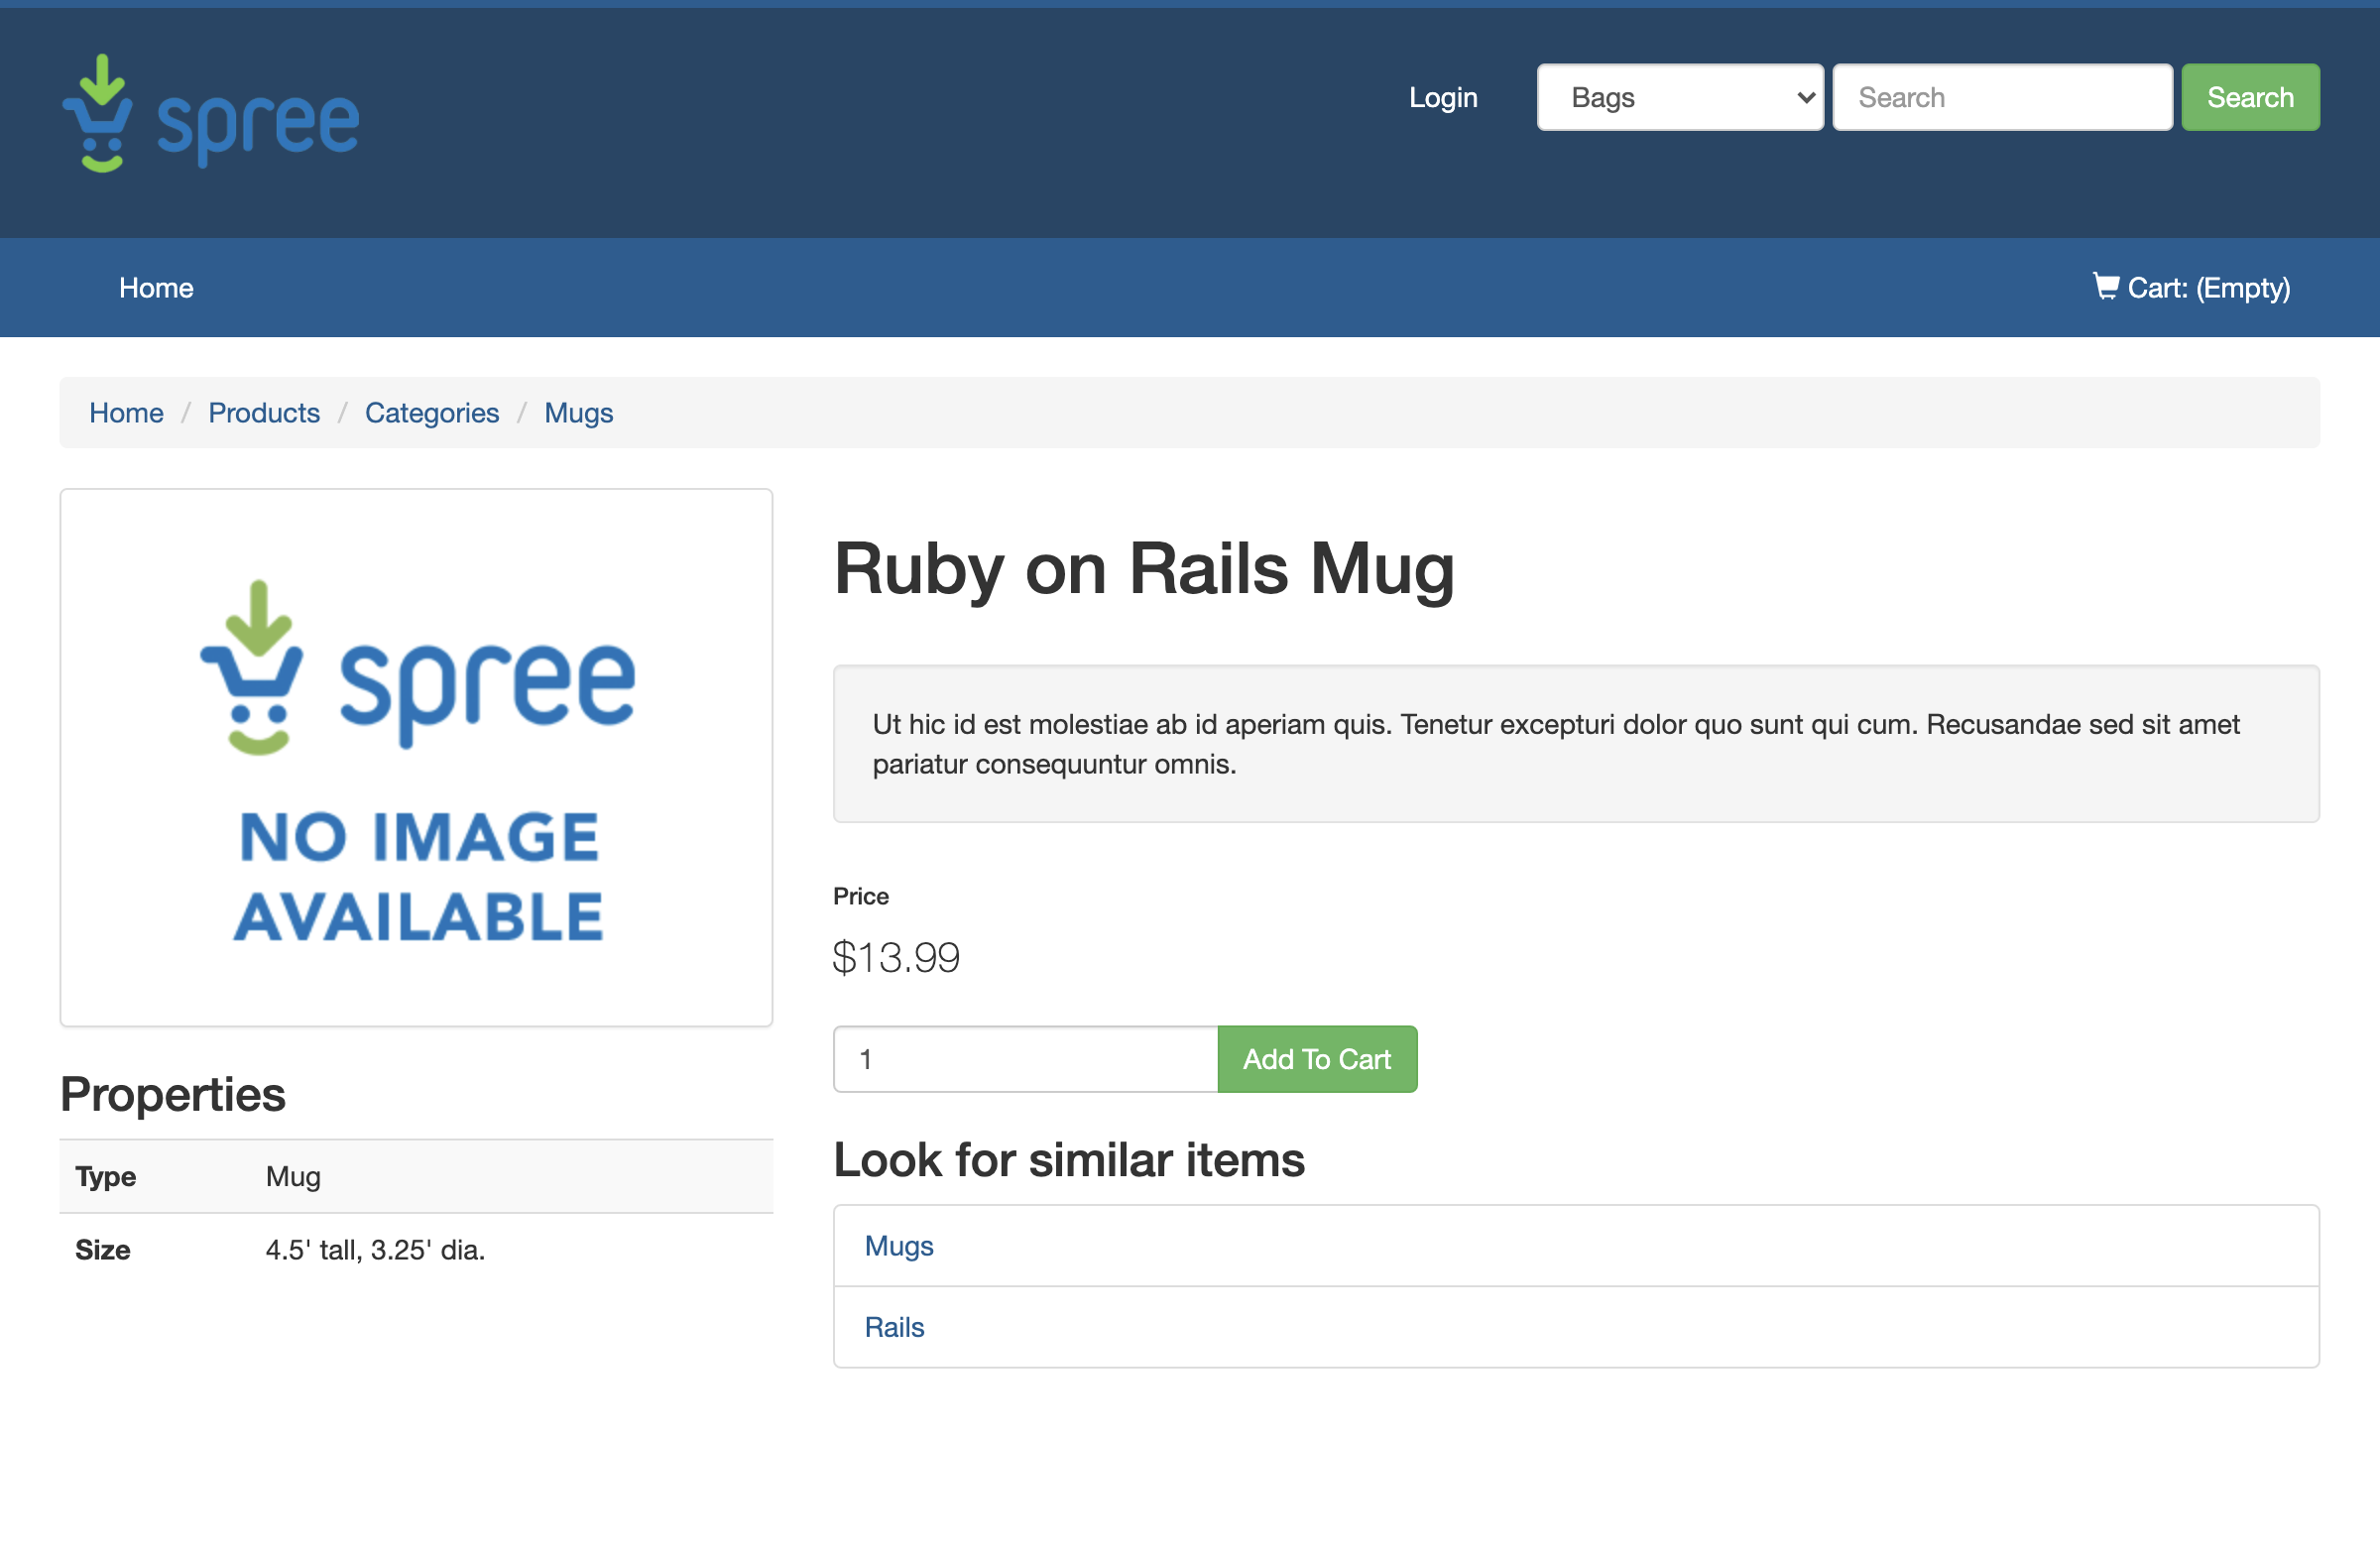 spree
Login
Bags
Search
Search
Home
Cart: (Empty)
Home / Products / Categories / Mugs
spree
NO IMAGE
AVAILABLE
Ruby on Rails Mug
Ut hic id est molestiae ab id aperiam quis. Tenetur excepturi dolor quo sunt qui cum. Recusandae sed sit amet
pariatur consequuntur omnis.
Price
$13.99
1
Add To Cart
Properties
Type Mug
Size 4.5' tall, 3.25' dia.
Look for similar items
Mugs
Rails